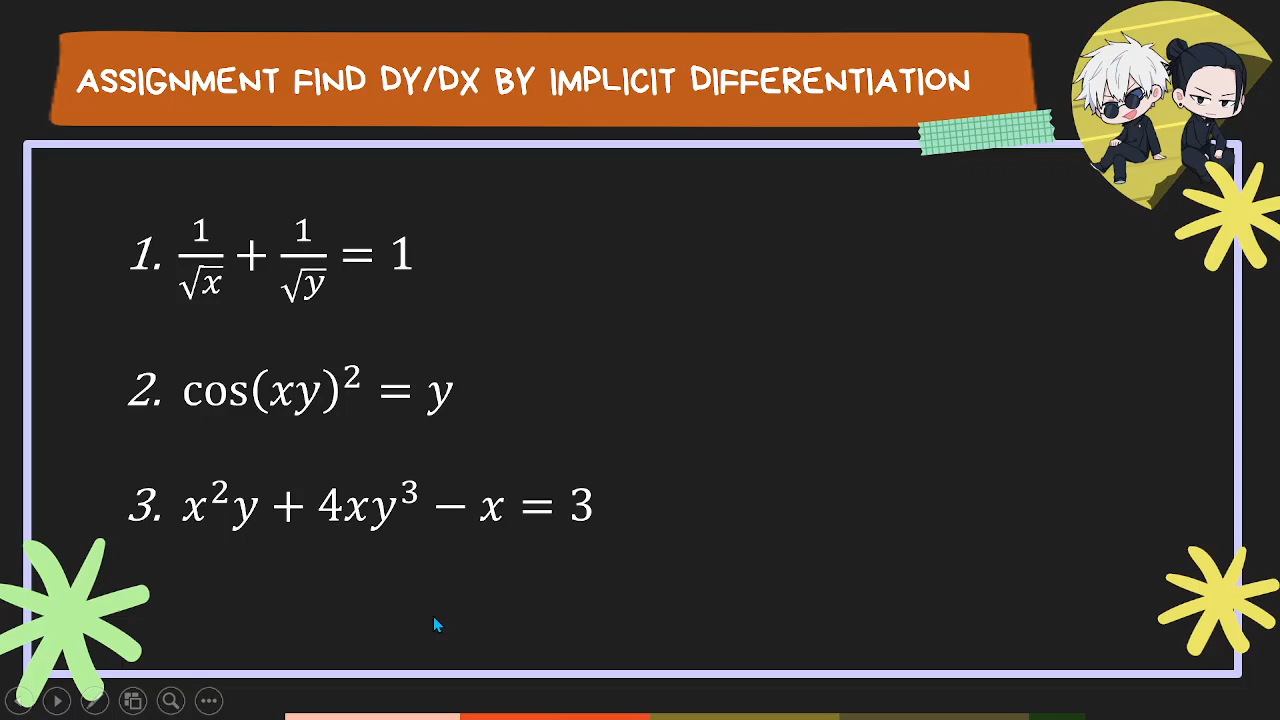 ASSIGNMENT FIND DY/DX BY IMPLICIT DIFFERENTIATION
1. 1/√x + 1/√y = 1
2. cos(xy)² = y
3. x²y + 4xy³ − x = 3